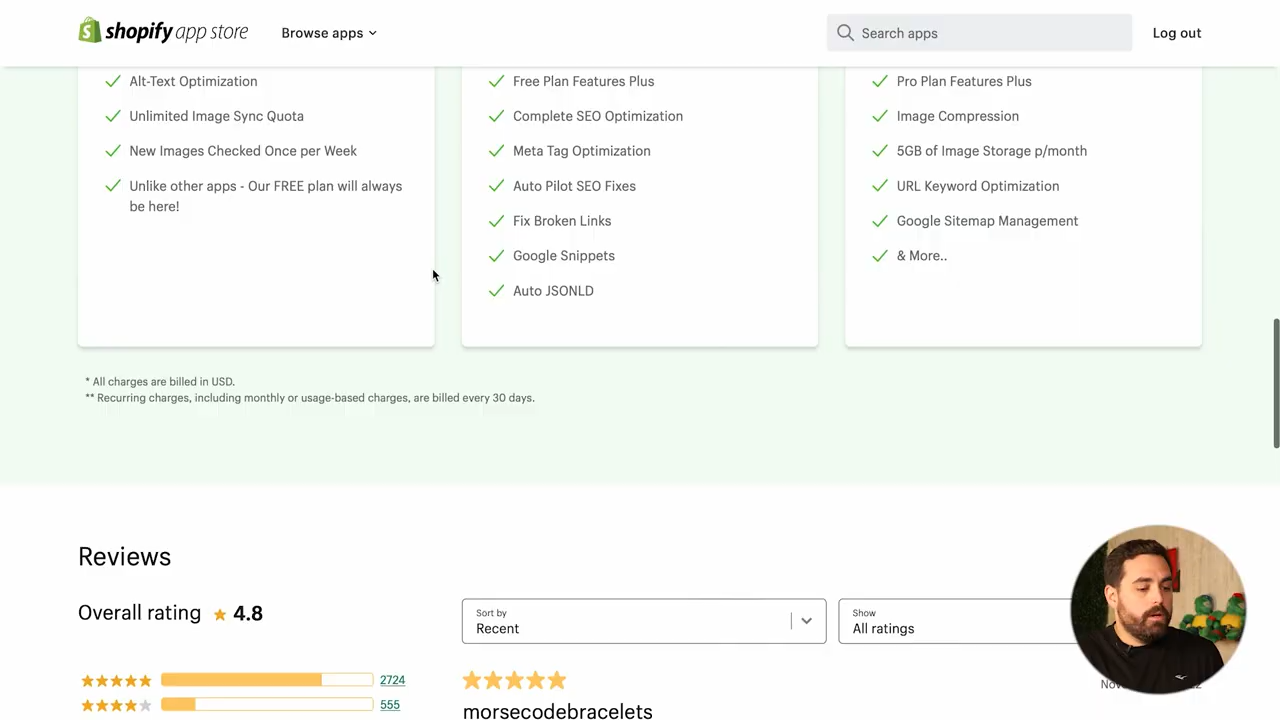 shopify app store
Browse apps
Search apps
Log out
Alt-Text Optimization
Unlimited Image Sync Quota
New Images Checked Once per Week
Unlike other apps - Our FREE plan will always
be here!
Free Plan Features Plus
Complete SEO Optimization
Meta Tag Optimization
Auto Pilot SEO Fixes
Fix Broken Links
Google Snippets
Auto JSONLD
Pro Plan Features Plus
Image Compression
5GB of Image Storage p/month
URL Keyword Optimization
Google Sitemap Management
& More..
* All charges are billed in USD.
** Recurring charges, including monthly or usage-based charges, are billed every 30 days.
Reviews
Overall rating 4.8
Sort by
Recent
Show
All ratings
2724
555
morsecodebracelets